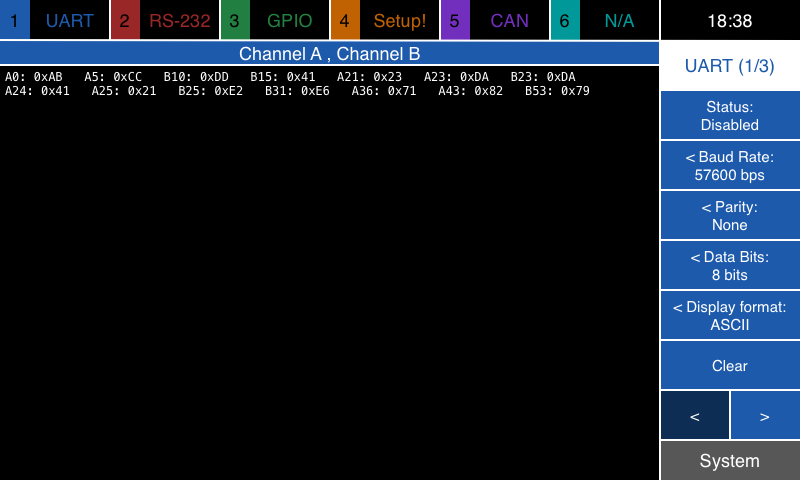 1 UART 2 RS-232 3 GPIO 4 Setup! 5 CAN 6 N/A 18:38
Channel A , Channel B
A0: 0xAB A5: 0xCC B10: 0xDD B15: 0x41 A21: 0x23 A23: 0xDA B23: 0xDA
A24: 0x41 A25: 0x21 B25: 0xE2 B31: 0xE6 A36: 0x71 A43: 0x82 B53: 0x79
UART (1/3)
Status:
Disabled
< Baud Rate:
57600 bps
< Parity:
None
< Data Bits:
8 bits
< Display format:
ASCII
Clear
< >
System